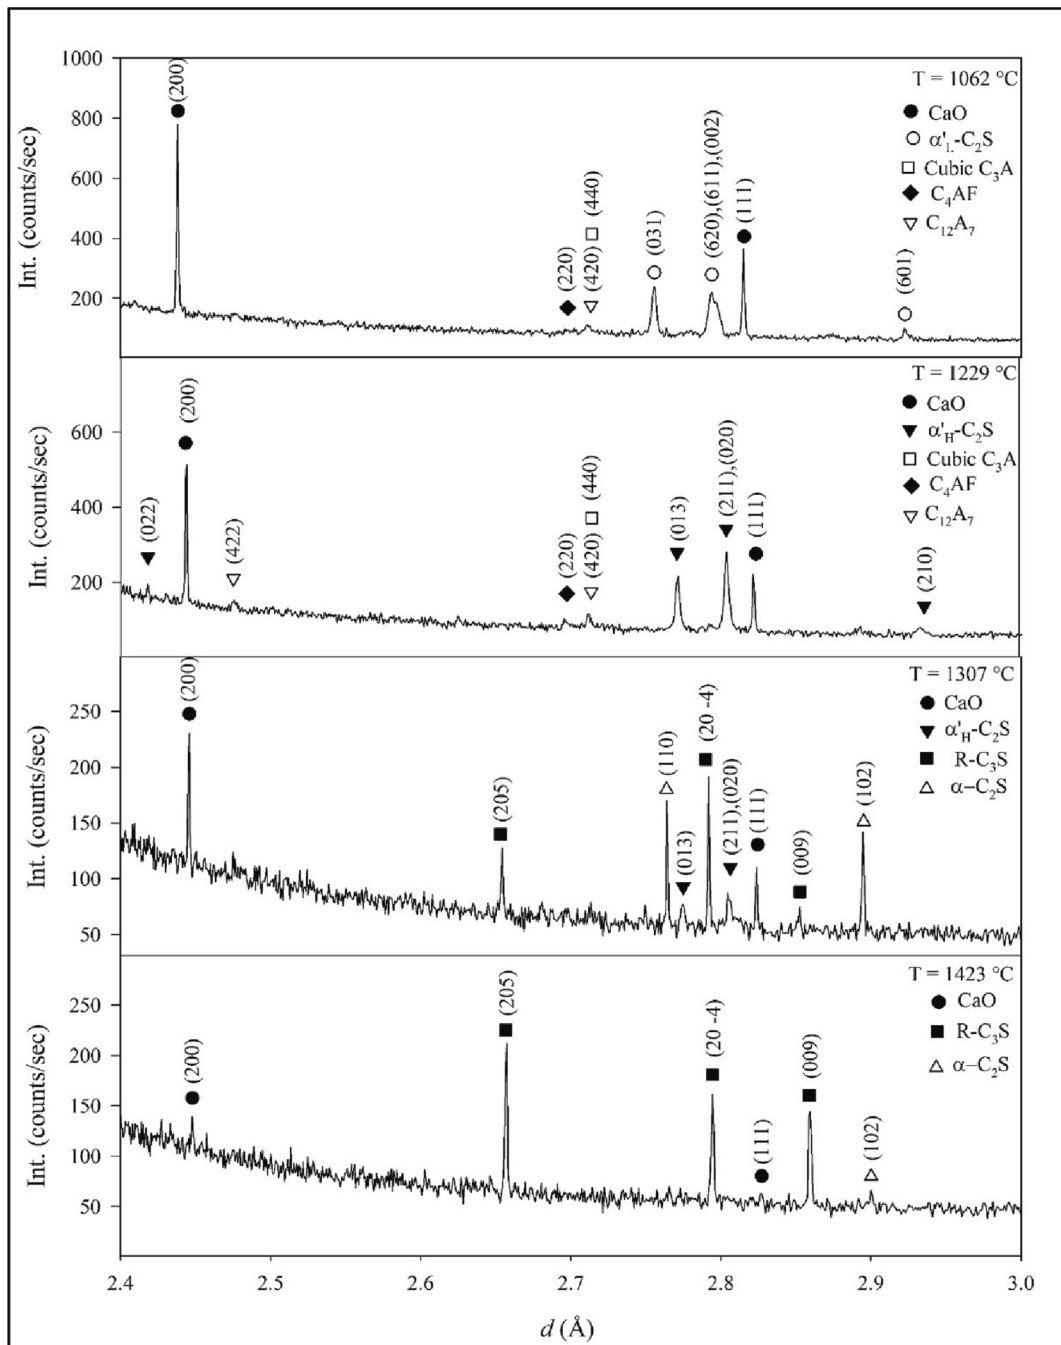 1000
800
600
400
200
Int. (counts/sec)
(200)
(220)
(420)
(440)
(031)
(620),(611),(002)
(111)
(601)
T = 1062 °C
CaO
α'L-C2S
Cubic C3A
C4AF
C12A7
600
400
200
Int. (counts/sec)
(022)
(200)
(422)
(220)
(420)
(440)
(013)
(211),(020)
(111)
(210)
T = 1229 °C
CaO
α'H-C2S
Cubic C3A
C4AF
C12A7
250
200
150
100
50
Int. (counts/sec)
(200)
(205)
(110)
(013)
(20 -4)
(211),(020)
(111)
(009)
(102)
T = 1307 °C
CaO
α'H-C2S
R-C3S
α–C2S
250
200
150
100
50
Int. (counts/sec)
(200)
(205)
(20 -4)
(111)
(009)
(102)
T = 1423 °C
CaO
R-C3S
α–C2S
2.4 2.5 2.6 2.7 2.8 2.9 3.0
d (Å)